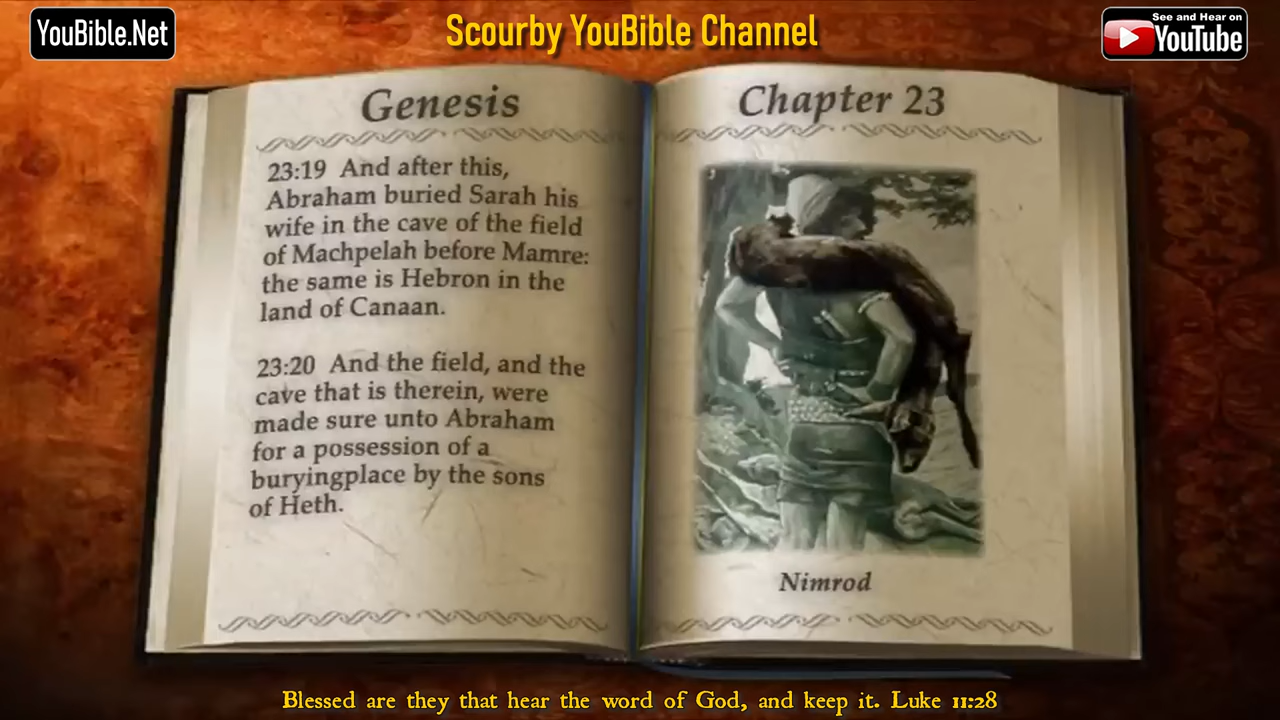 YouBible.Net
Scourby YouBible Channel
See and Hear on
YouTube
Genesis
23:19 And after this,
Abraham buried Sarah his
wife in the cave of the field
of Machpelah before Mamre:
the same is Hebron in the
land of Canaan.
23:20 And the field, and the
cave that is therein, were
made sure unto Abraham
for a possession of a
buryingplace by the sons
of Heth.
Chapter 23
Nimrod
Blessed are they that hear the word of God, and keep it. Luke 11:28